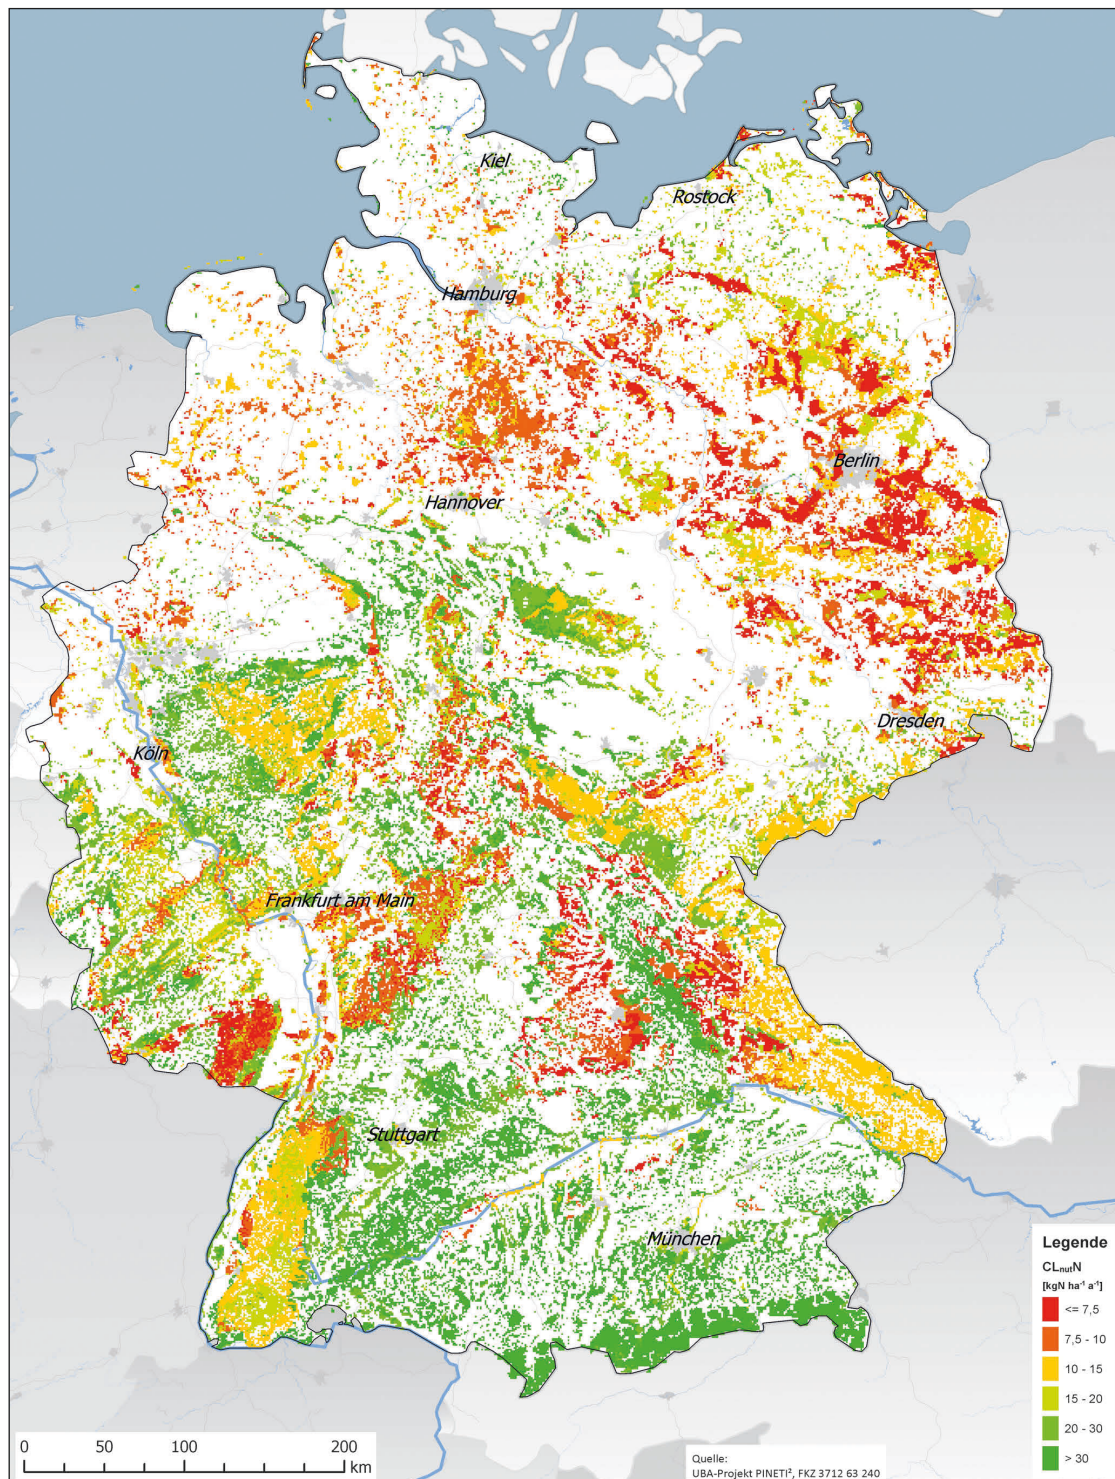 Kiel
Rostock
Hamburg
Berlin
Hannover
Dresden
Köln
Frankfurt am Main
Stuttgart
München
Legende
CLnutN
[kgN ha⁻¹ a⁻¹]
<= 7,5
7,5 - 10
10 - 15
15 - 20
20 - 30
> 30
0 50 100 200
km
Quelle:
UBA-Projekt PINETI², FKZ 3712 63 240